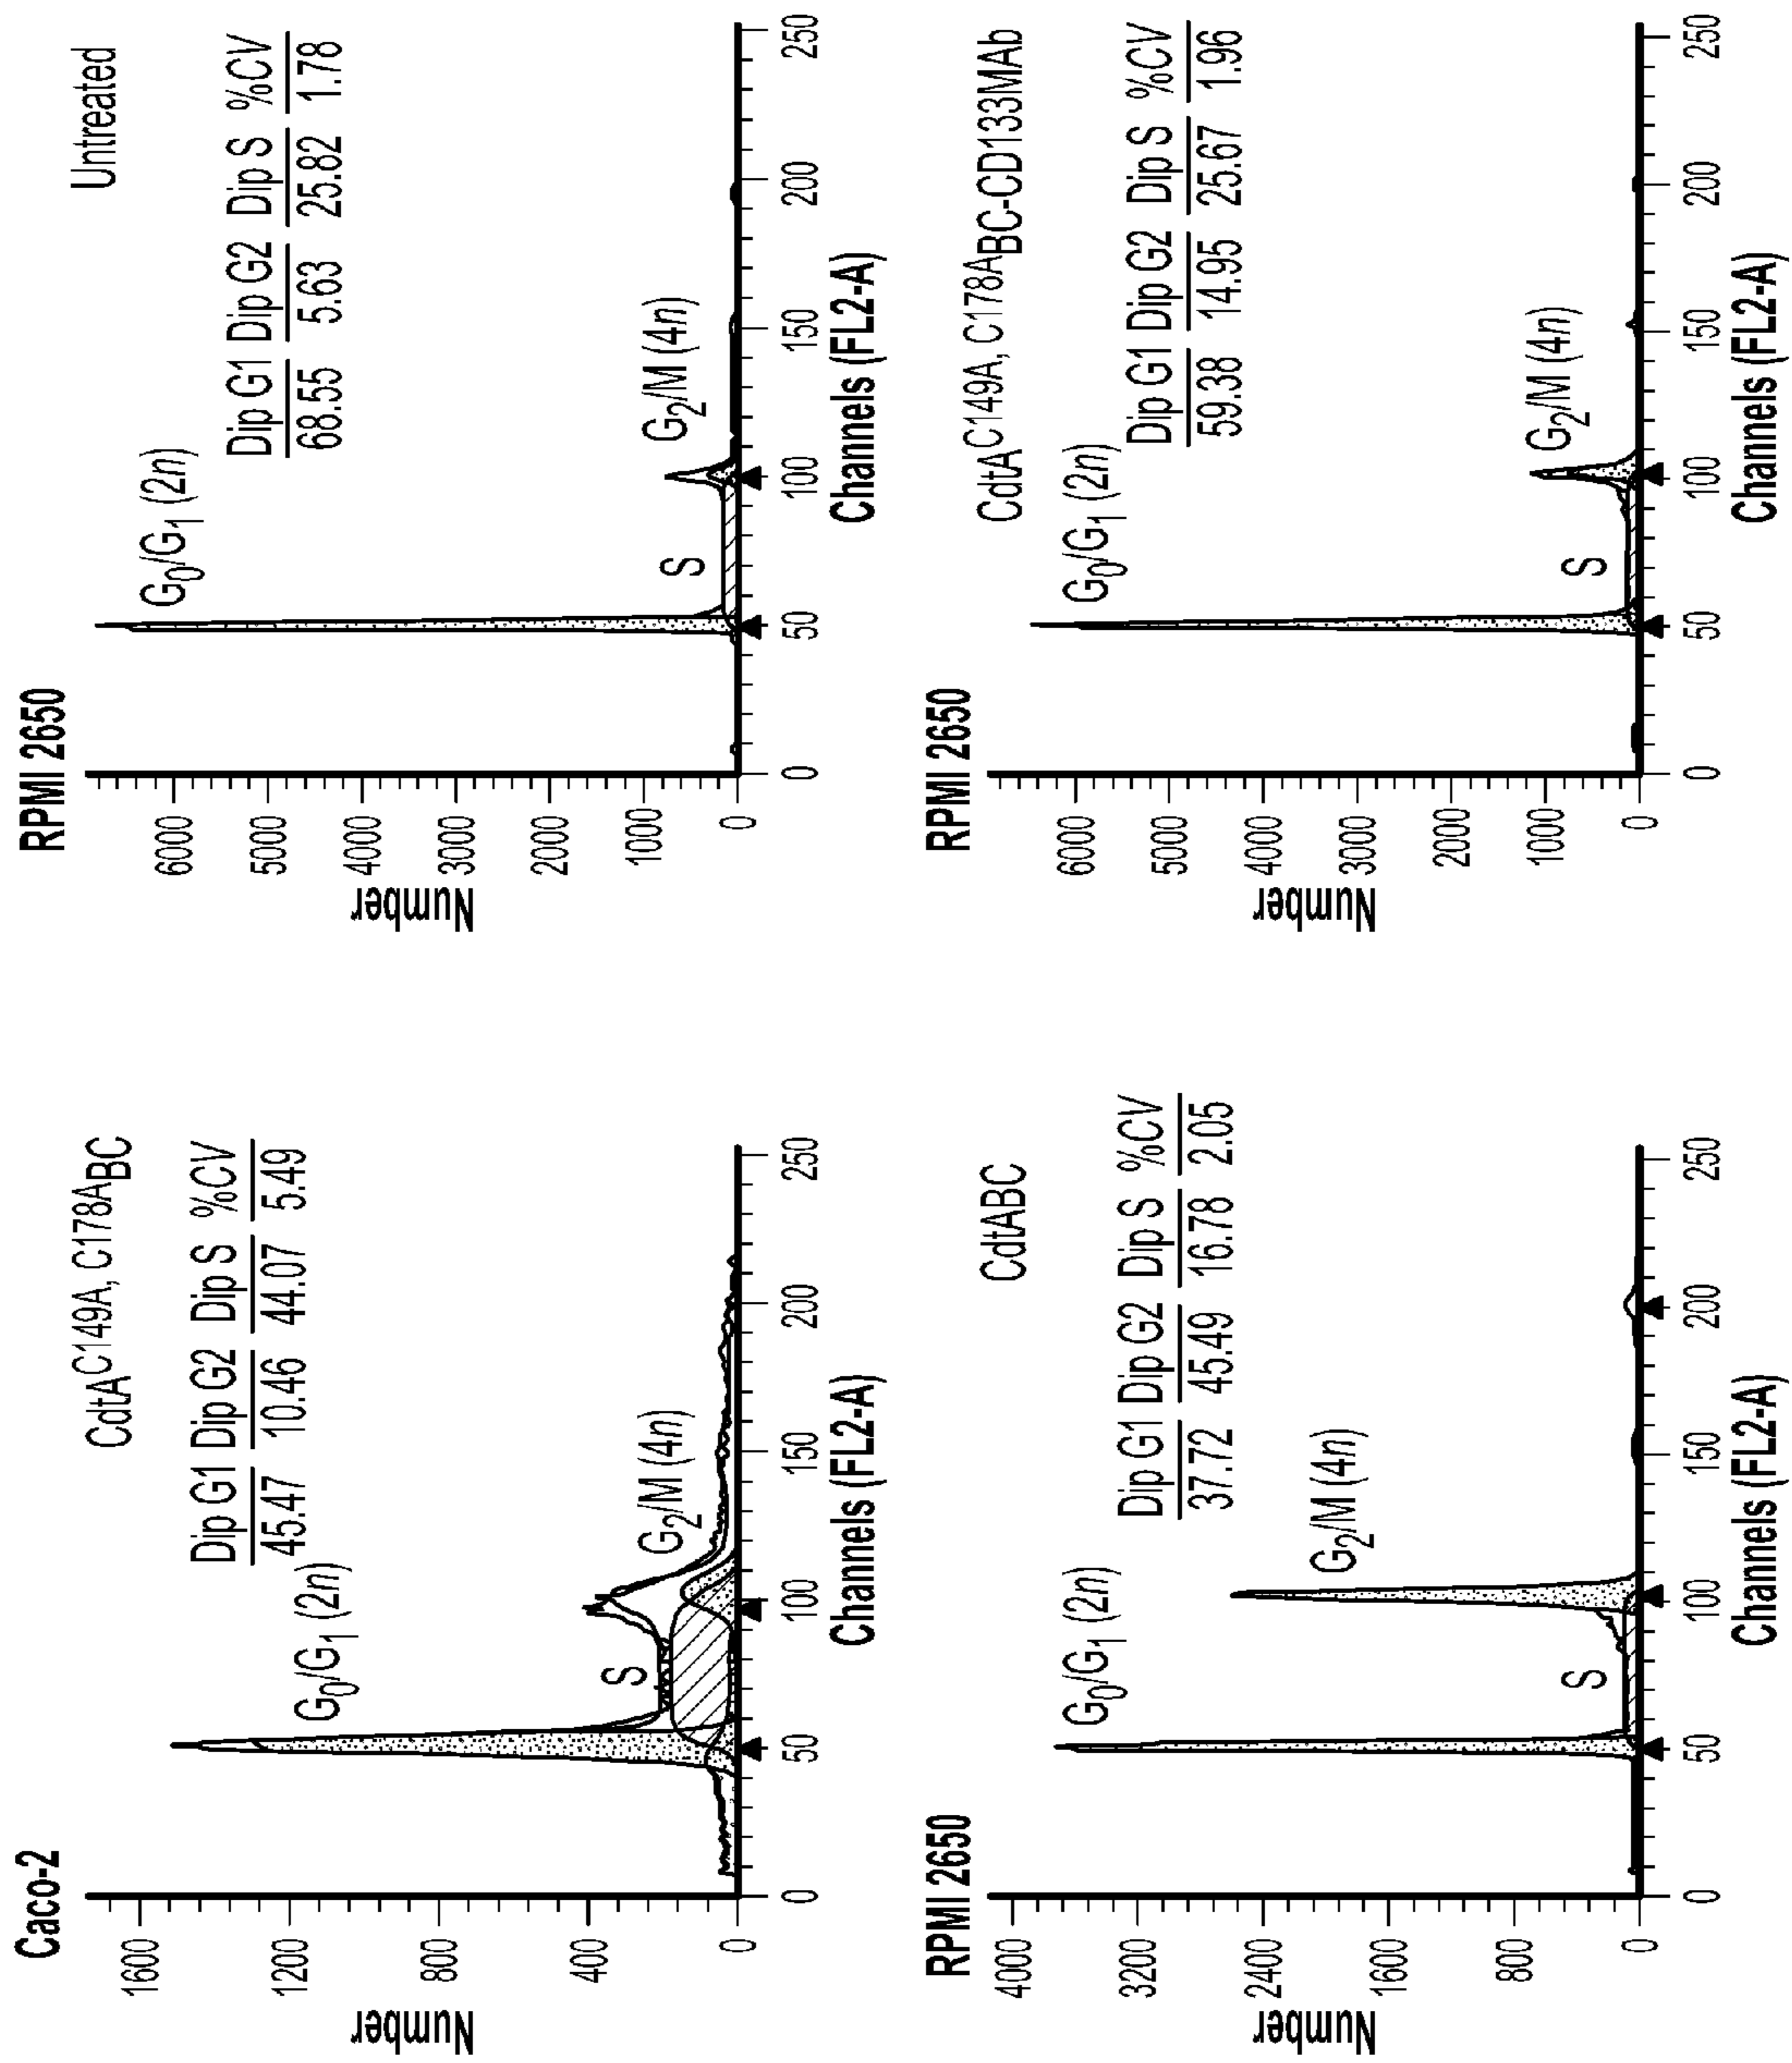 Caco-2
CdtA^C149A, C178A BC
Dip G1 Dip G2 Dip S %CV
45.47 10.46 44.07 5.49
G0/G1 (2n)
S
G2/M (4n)
Number
1600
1200
800
400
0
0 50 100 150 200 250
Channels (FL2-A)
RPMI 2650
Untreated
Dip G1 Dip G2 Dip S %CV
68.55 5.63 25.82 1.78
G0/G1 (2n)
S
G2/M (4n)
Number
6000
5000
4000
3000
2000
1000
0
0 50 100 150 200 250
Channels (FL2-A)
RPMI 2650
CdtABC
Dip G1 Dip G2 Dip S %CV
37.72 45.49 16.78 2.05
G0/G1 (2n)
G2/M (4n)
S
Number
4000
3200
2400
1600
800
0
0 50 100 150 200 250
Channels (FL2-A)
RPMI 2650
CdtA^C149A, C178A BC-CD133MAb
Dip G1 Dip G2 Dip S %CV
59.38 14.95 25.67 1.96
G0/G1 (2n)
S
G2/M (4n)
Number
6000
5000
4000
3000
2000
1000
0
0 50 100 150 200 250
Channels (FL2-A)